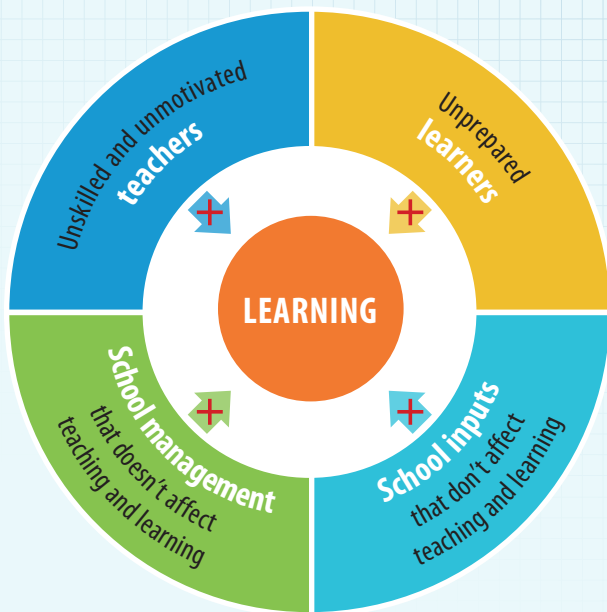 Unskilled and unmotivated
teachers
Unprepared
learners
LEARNING
School management
that doesn't affect
teaching and learning
School inputs
that don't affect
teaching and learning